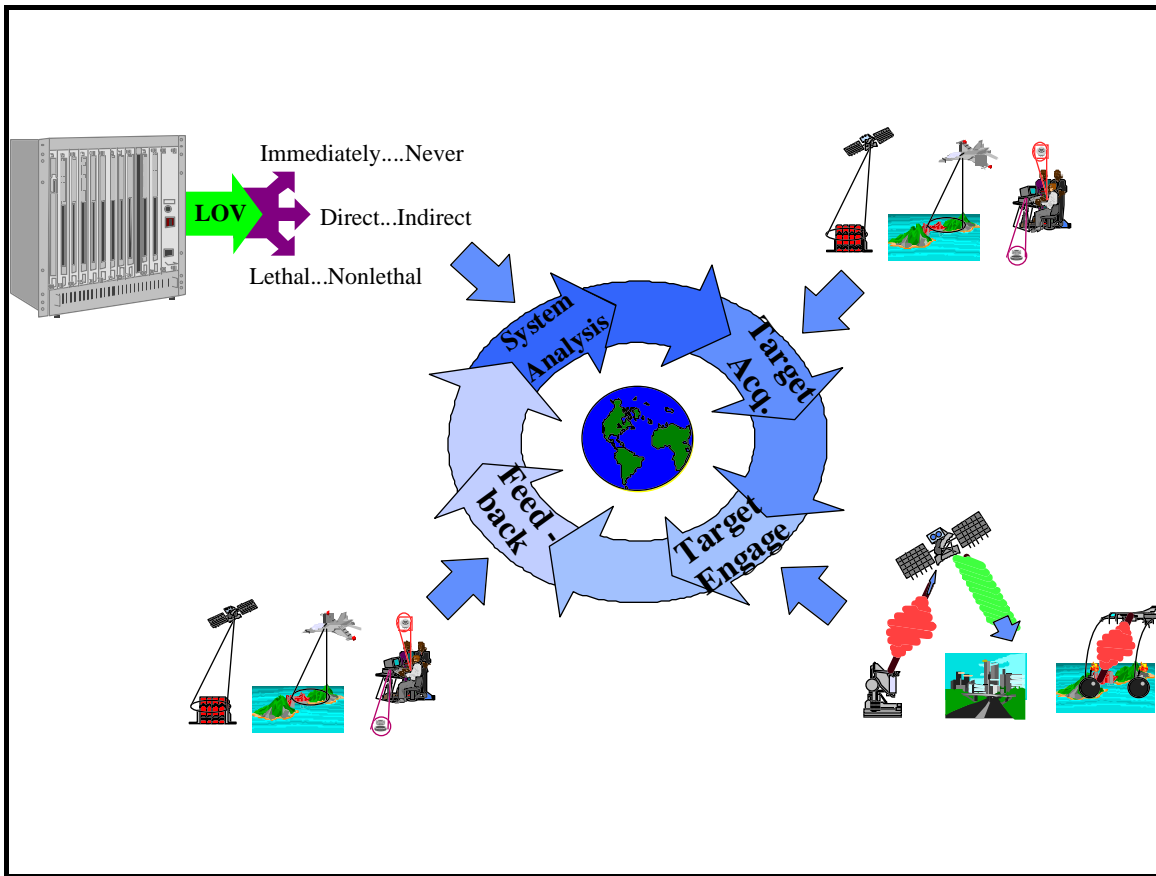 Immediately....Never
LOV
Direct...Indirect
Lethal...Nonlethal
System
Analysis
Target
Acq.
Target
Engage
Feed -
back